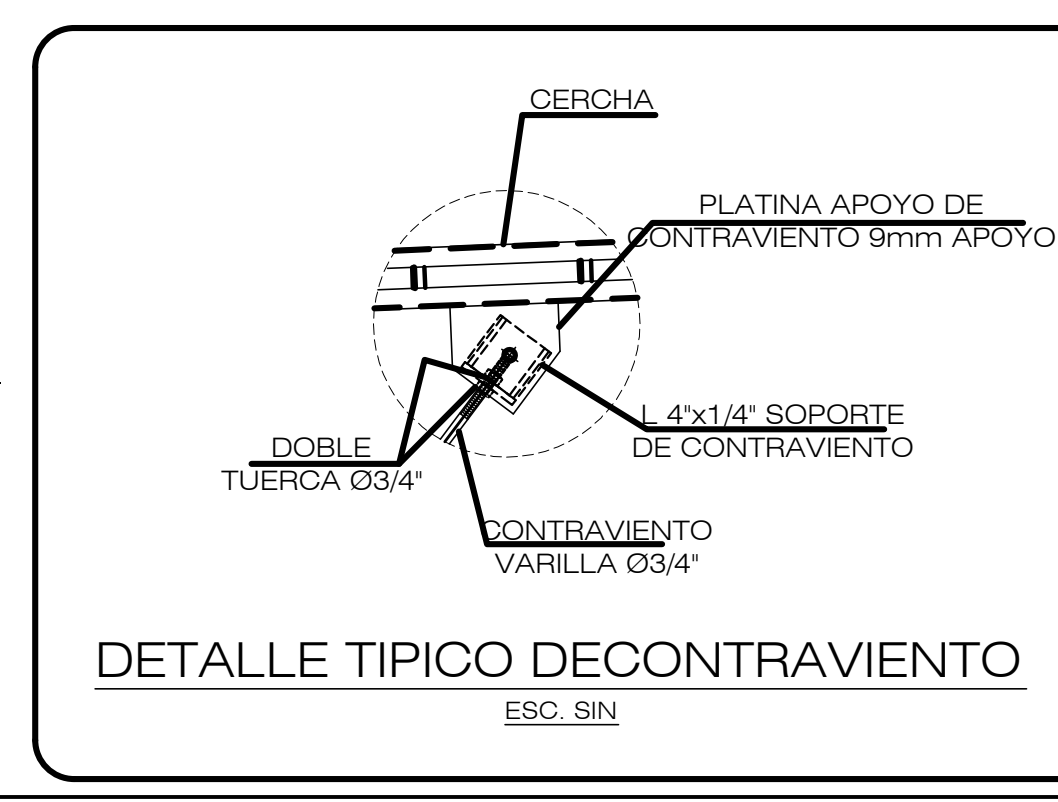 CERCHA
PLATINA APOYO DE
CONTRAVIENTO 9mm APOYO
L 4"x1/4" SOPORTE
DE CONTRAVIENTO
DOBLE
TUERCA Ø3/4"
CONTRAVIENTO
VARILLA Ø3/4"
DETALLE TIPICO DECONTRAVIENTO
ESC. SIN